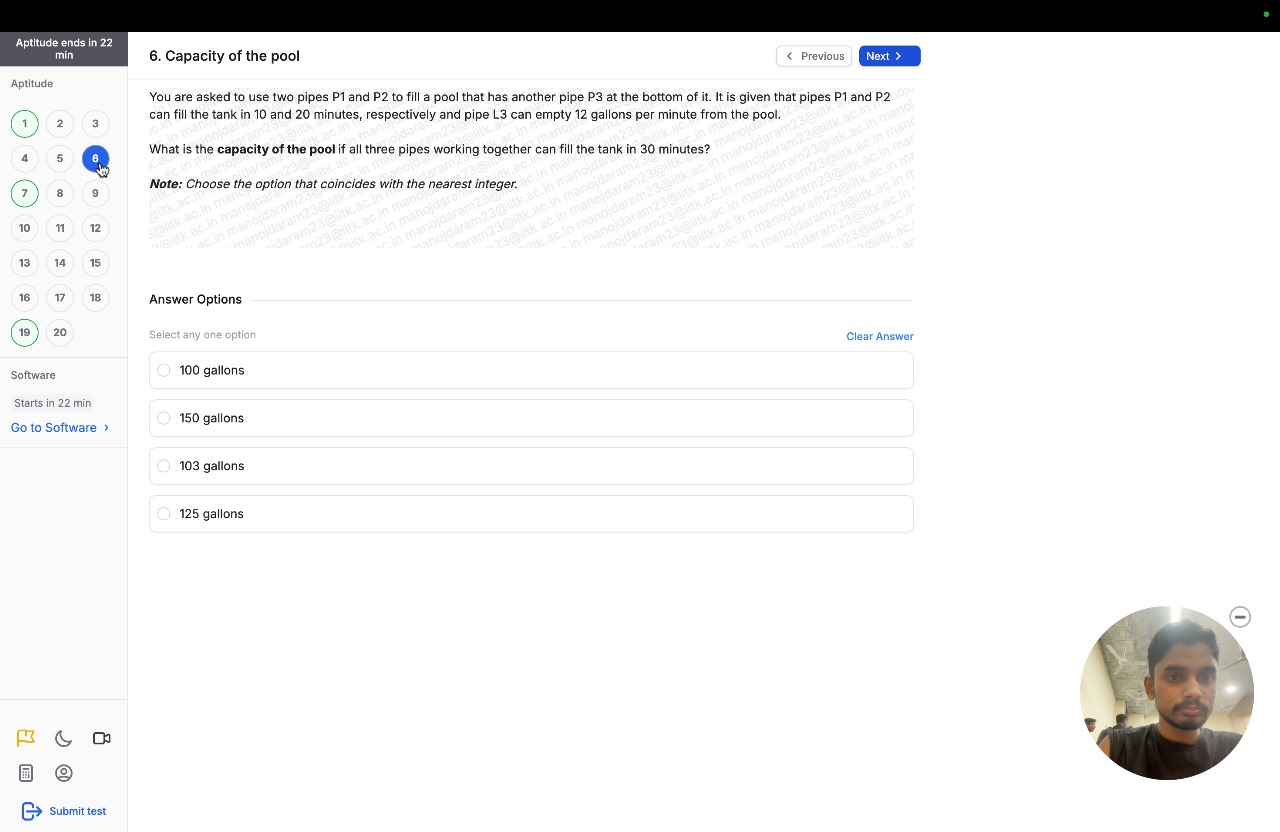 Aptitude ends in 22
min
Aptitude
1 2 3
4 5 6
7 8 9
10 11 12
13 14 15
16 17 18
19 20
Software
Starts in 22 min
Go to Software
Submit test
6. Capacity of the pool
Previous
Next
You are asked to use two pipes P1 and P2 to fill a pool that has another pipe P3 at the bottom of it. It is given that pipes P1 and P2
can fill the tank in 10 and 20 minutes, respectively and pipe L3 can empty 12 gallons per minute from the pool.
What is the capacity of the pool if all three pipes working together can fill the tank in 30 minutes?
Note: Choose the option that coincides with the nearest integer.
manojdaram23@iitk.ac.in
Answer Options
Select any one option
Clear Answer
100 gallons
150 gallons
103 gallons
125 gallons